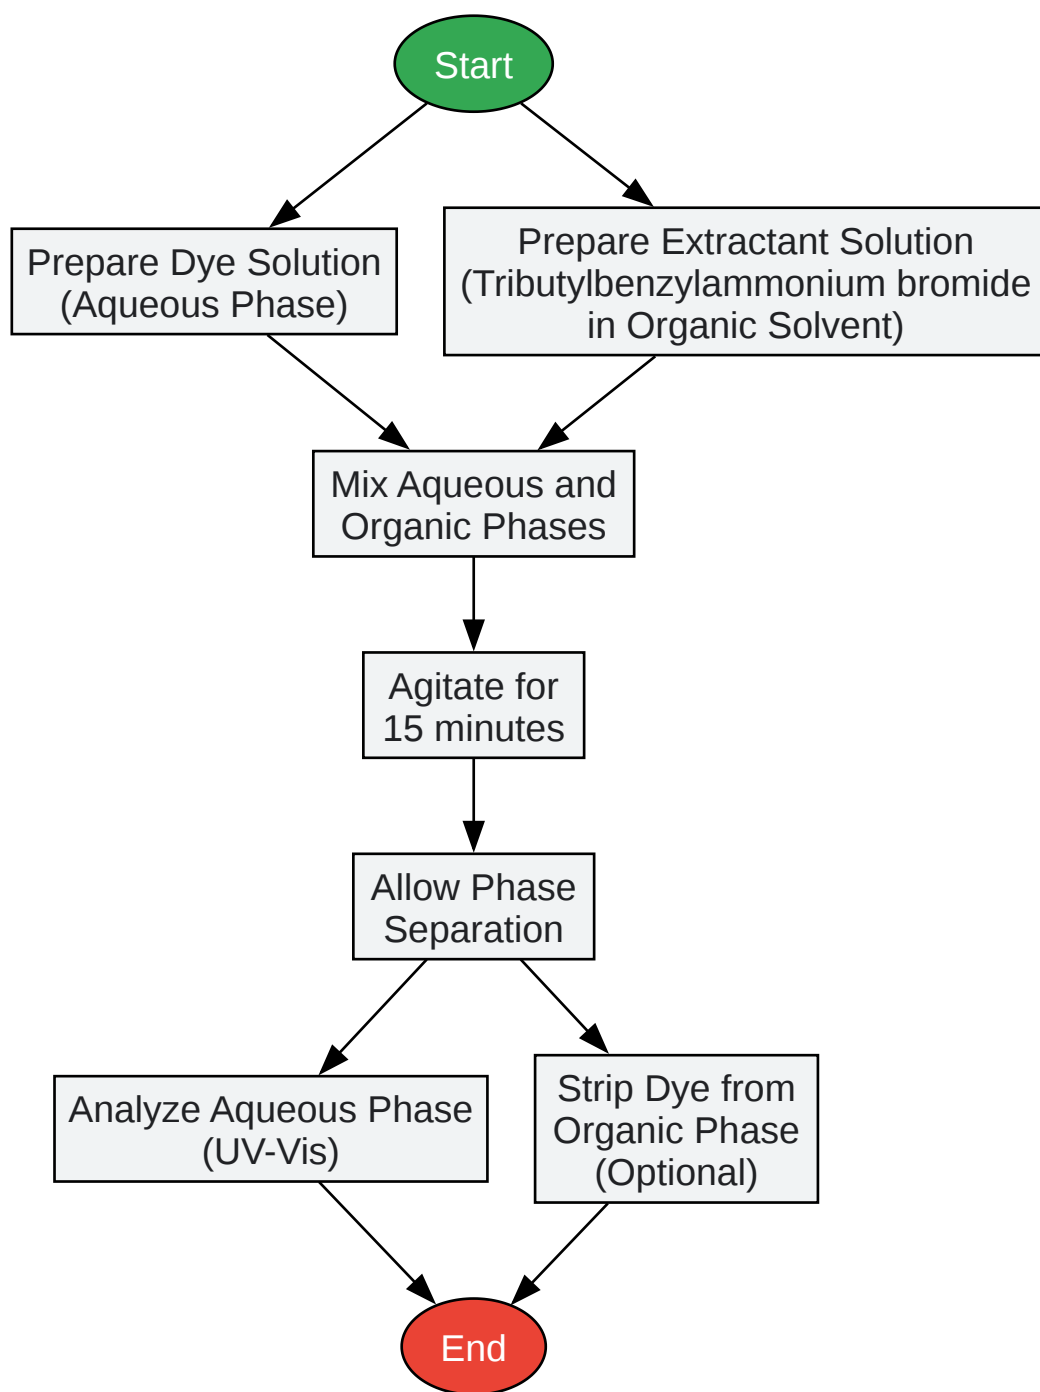 Start
Prepare Dye Solution
(Aqueous Phase)
Prepare Extractant Solution
(Tributylbenzylammonium bromide
in Organic Solvent)
Mix Aqueous and
Organic Phases
Agitate for
15 minutes
Allow Phase
Separation
Analyze Aqueous Phase
(UV-Vis)
Strip Dye from
Organic Phase
(Optional)
End